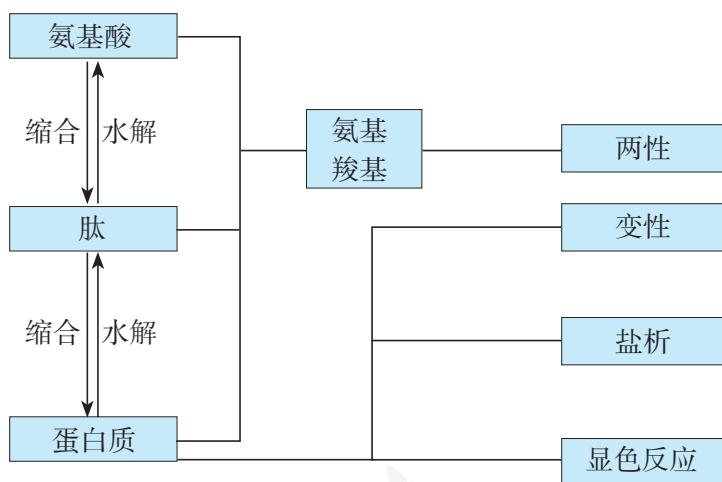 氨基酸
缩合
水解
氨基
羧基
两性
肽
变性
缩合
水解
盐析
蛋白质
显色反应